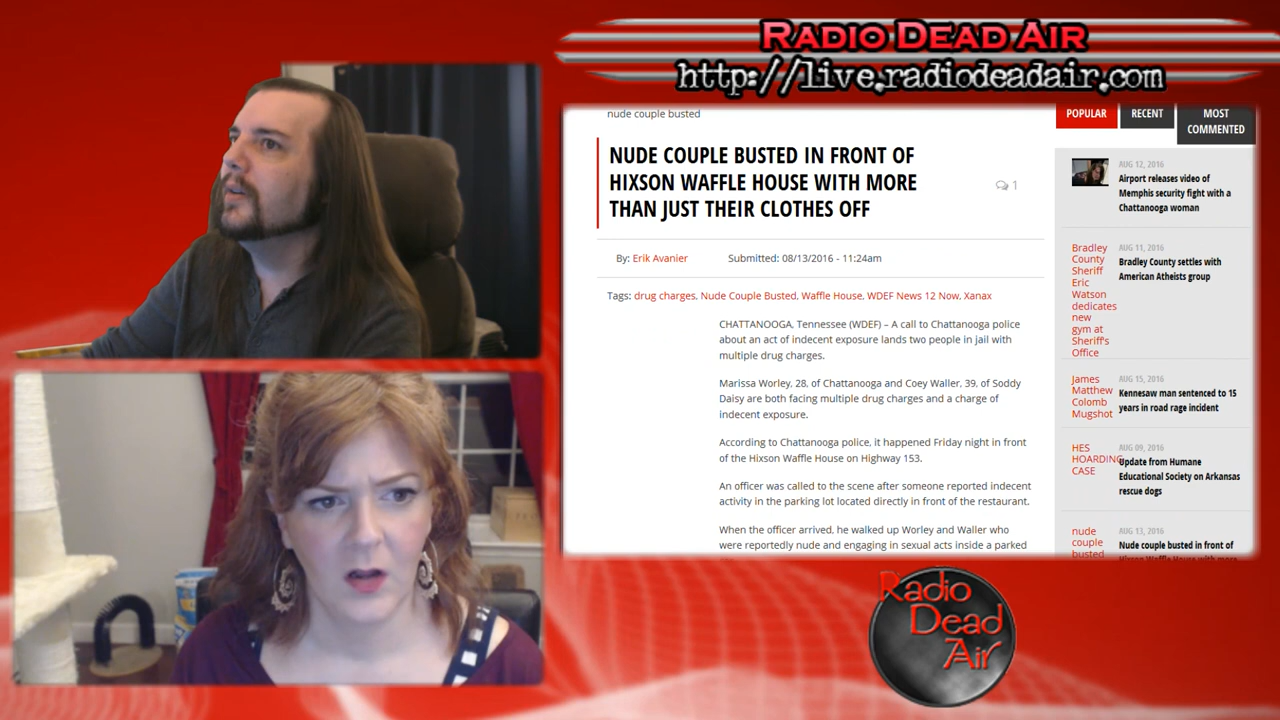 RADIO DEAD AIR
http://live.radiodeadair.com
nude couple busted
NUDE COUPLE BUSTED IN FRONT OF
HIXSON WAFFLE HOUSE WITH MORE
THAN JUST THEIR CLOTHES OFF
1
By: Erik Avanier Submitted: 08/13/2016 - 11:24am
Tags: drug charges, Nude Couple Busted, Waffle House, WDEF News 12 Now, Xanax
CHATTANOOGA, Tennessee (WDEF) – A call to Chattanooga police
about an act of indecent exposure lands two people in jail with
multiple drug charges.
Marissa Worley, 28, of Chattanooga and Coey Waller, 39, of Soddy
Daisy are both facing multiple drug charges and a charge of
indecent exposure.
According to Chattanooga police, it happened Friday night in front
of the Hixson Waffle House on Highway 153.
An officer was called to the scene after someone reported indecent
activity in the parking lot located directly in front of the restaurant.
When the officer arrived, he walked up Worley and Waller who
were reportedly nude and engaging in sexual acts inside a parked
POPULAR
RECENT
MOST
COMMENTED
AUG 12, 2016
Airport releases video of
Memphis security fight with a
Chattanooga woman
Bradley
County
Sheriff
Eric
Watson
dedicates
new
gym at
Sheriff's
Office
AUG 11, 2016
Bradley County settles with
American Atheists group
James
Matthew
Colomb
Mugshot
AUG 15, 2016
Kennesaw man sentenced to 15
years in road rage incident
HES
HOARDING
CASE
AUG 09, 2016
Update from Humane
Educational Society on Arkansas
rescue dogs
nude
couple
busted
AUG 13, 2016
Nude couple busted in front of
Hixson Waffle House with more
Radio
Dead
Air